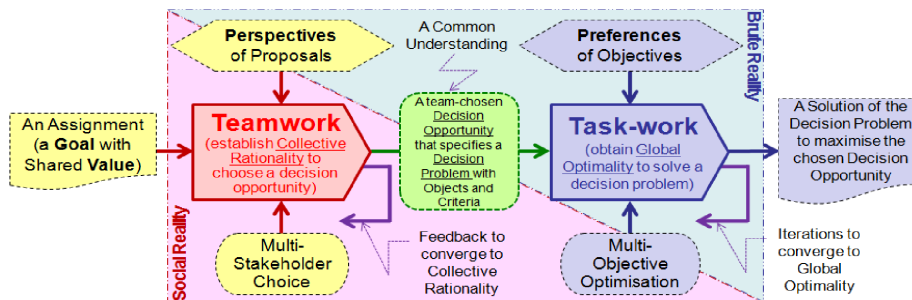 Perspectives
of Proposals
A Common
Understanding
Preferences
of Objectives
Brute Reality
An Assignment
(a Goal with
Shared Value)
Teamwork
(establish Collective
Rationality to
choose a decision
opportunity)
A team-chosen
Decision
Opportunity
that specifies a
Decision
Problem with
Objects and
Criteria
Task-work
(obtain Global
Optimality to solve a
decision problem)
A Solution of the
Decision Problem
to maximise the
chosen Decision
Opportunity
Social Reality
Multi-
Stakeholder
Choice
Feedback to
converge to
Collective
Rationality
Multi-
Objective
Optimisation
Iterations to
converge to
Global
Optimality